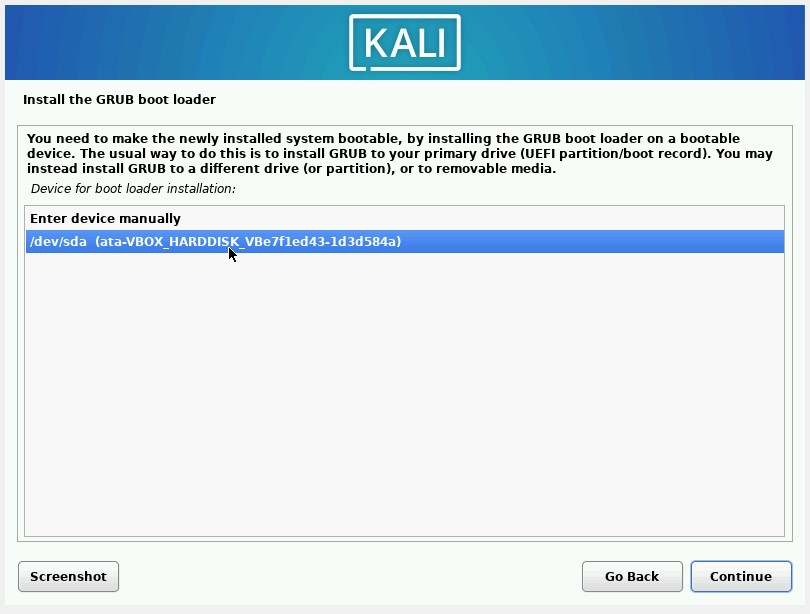 KALI
Install the GRUB boot loader
You need to make the newly installed system bootable, by installing the GRUB boot loader on a bootable
device. The usual way to do this is to install GRUB to your primary drive (UEFI partition/boot record). You may
instead install GRUB to a different drive (or partition), or to removable media.
Device for boot loader installation:
Enter device manually
/dev/sda  (ata-VBOX_HARDDISK_VBe7f1ed43-1d3d584a)
Screenshot
Go Back
Continue